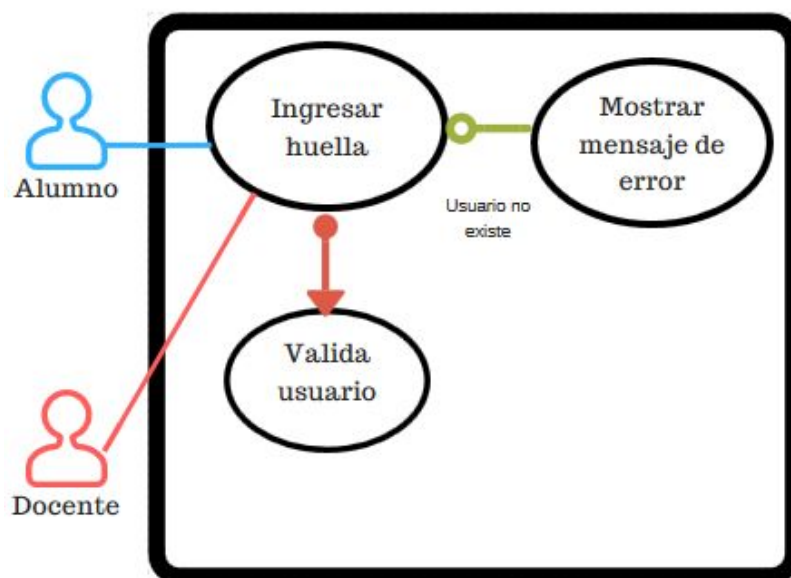 Ingresar
huella
Mostrar
mensaje de
error
Alumno
Usuario no
existe
Valida
usuario
Docente